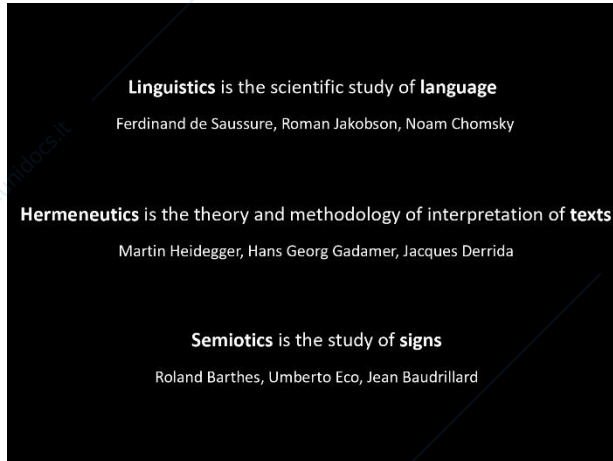 Linguistics is the scientific study of language
Ferdinand de Saussure, Roman Jakobson, Noam Chomsky
unidocs.it
Hermeneutics is the theory and methodology of interpretation of texts
Martin Heidegger, Hans Georg Gadamer, Jacques Derrida
Semiotics is the study of signs
Roland Barthes, Umberto Eco, Jean Baudrillard